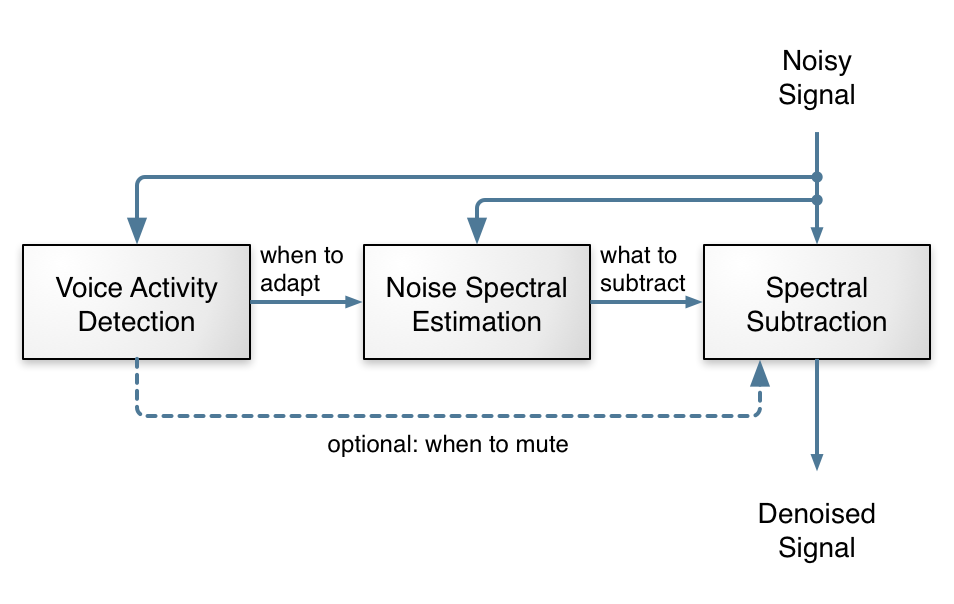 Noisy
Signal
when to
adapt
what to
subtract
Voice Activity
Detection
Noise Spectral
Estimation
Spectral
Subtraction
optional: when to mute
Denoised
Signal